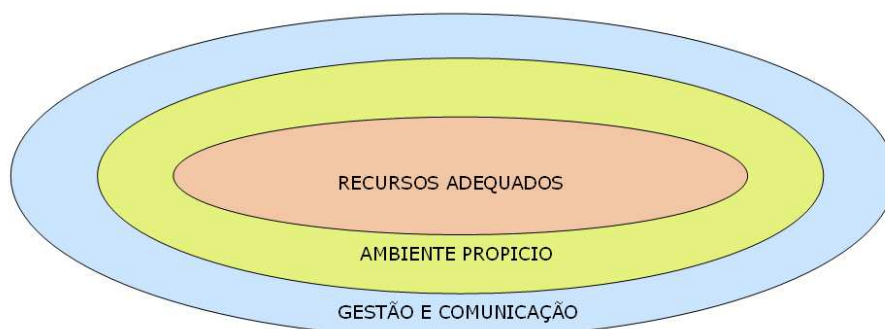 RECURSOS ADEQUADOS
AMBIENTE PROPICIO
GESTÃO E COMUNICAÇÃO